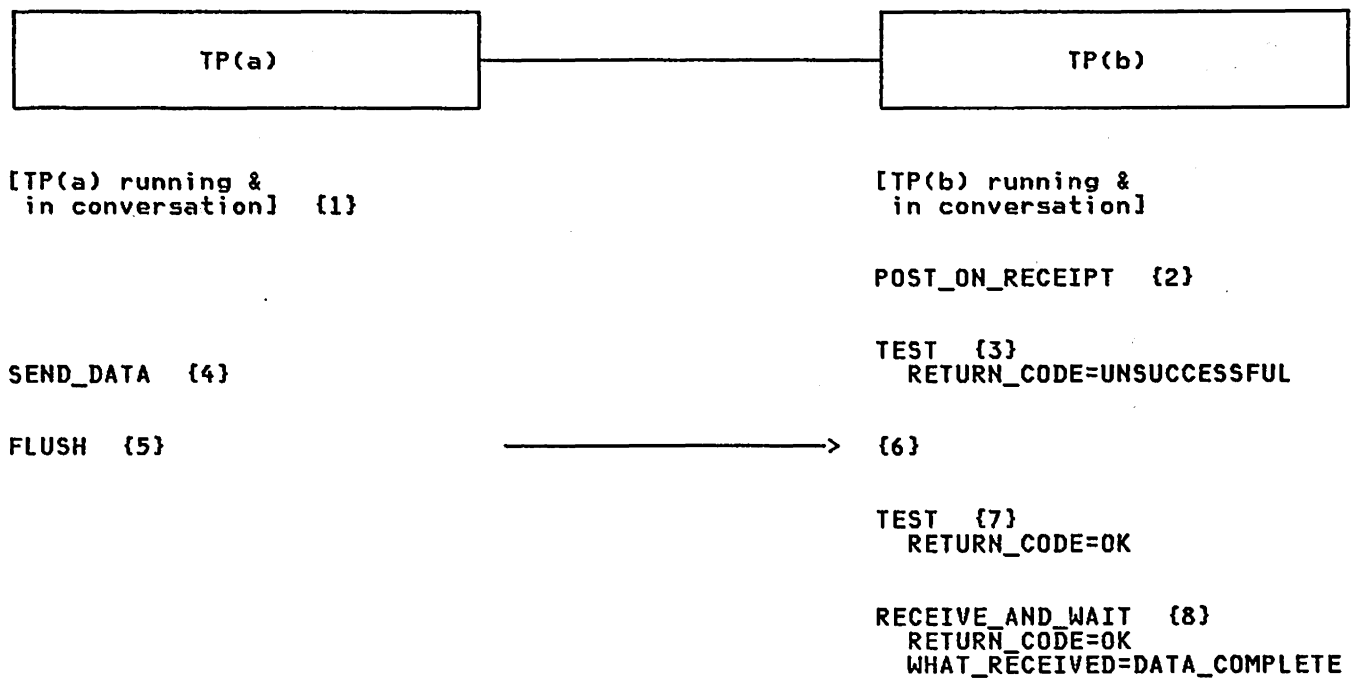 TP(a) TP(b)
[TP(a) running & [TP(b) running &
in conversation] {1} in conversation]
POST_ON_RECEIPT {2}
TEST {3}
SEND_DATA {4} RETURN_CODE=UNSUCCESSFUL
FLUSH {5} {6}
TEST {7}
RETURN_CODE=OK
RECEIVE_AND_WAIT {8}
RETURN_CODE=OK
WHAT_RECEIVED=DATA_COMPLETE